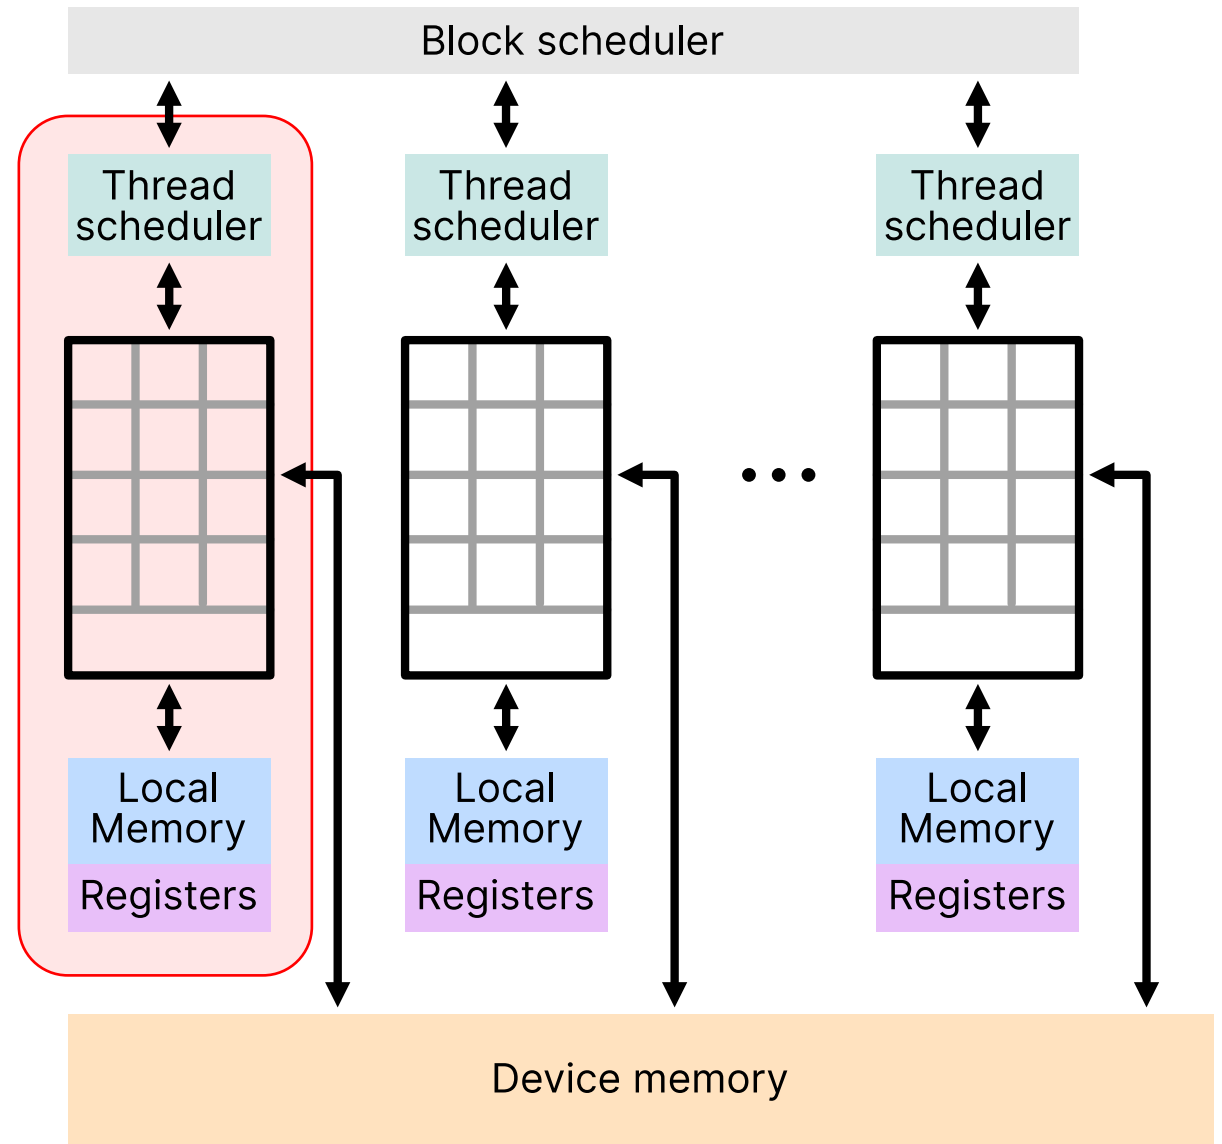 Block scheduler
Thread
scheduler
Thread
scheduler
Thread
scheduler
Local
Memory
Registers
Local
Memory
Registers
Local
Memory
Registers
Device memory